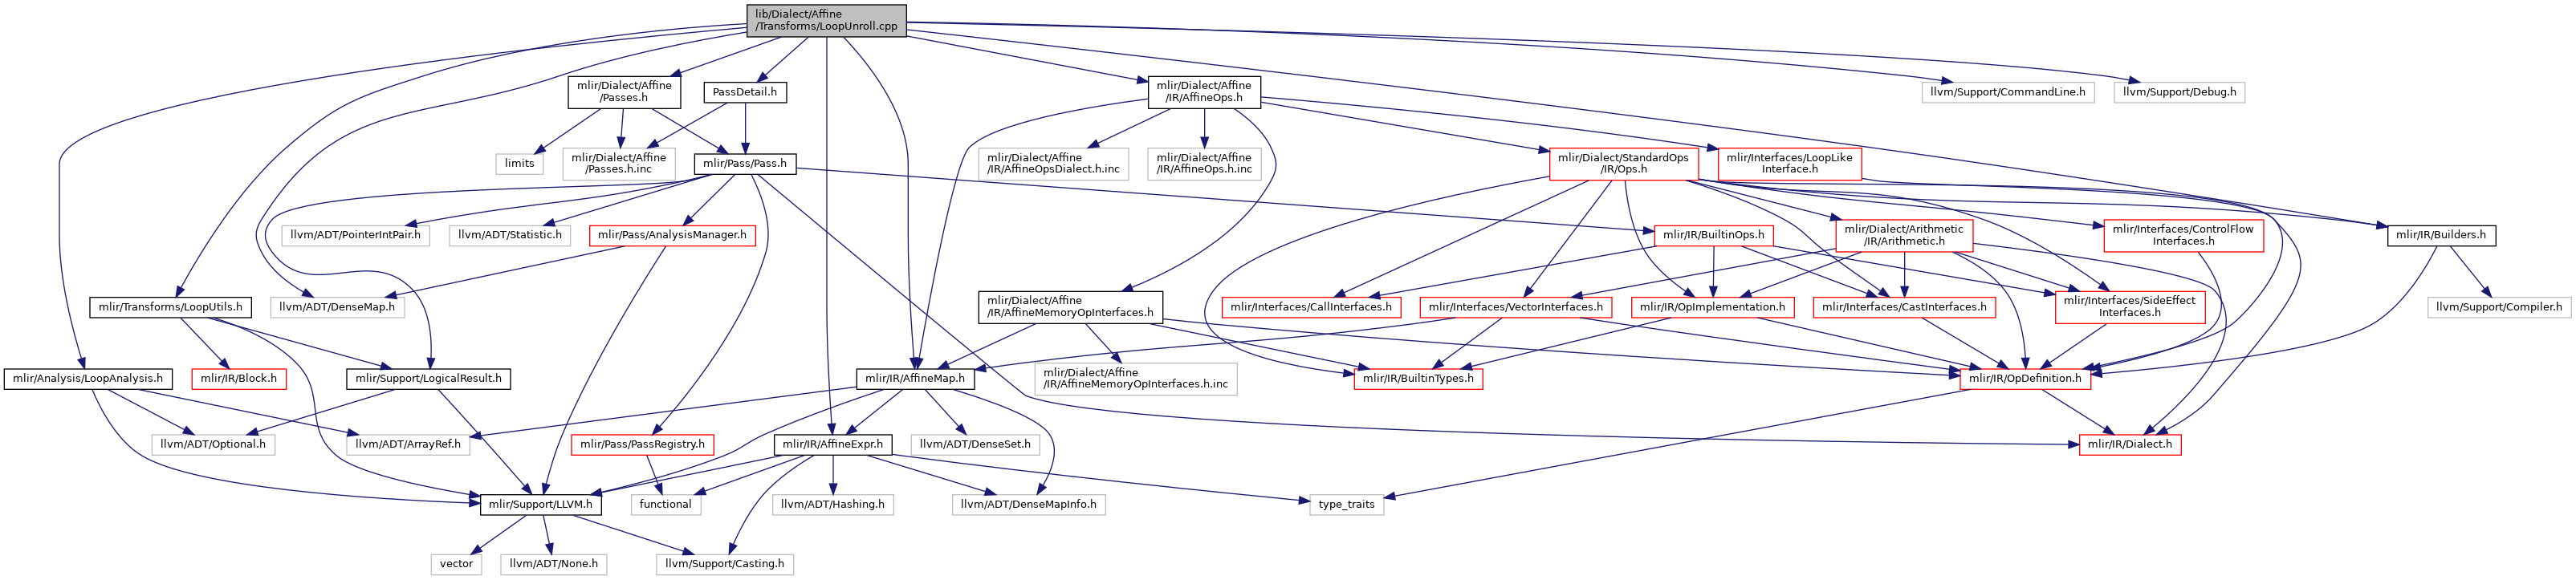 lib/Dialect/Affine
/Transforms/LoopUnroll.cpp
mlir/Dialect/Affine
/Passes.h
PassDetail.h
mlir/Dialect/Affine
/IR/AffineOps.h
llvm/Support/CommandLine.h
llvm/Support/Debug.h
limits
mlir/Dialect/Affine
/Passes.h.inc
mlir/Pass/Pass.h
mlir/Dialect/Affine
/IR/AffineOpsDialect.h.inc
mlir/Dialect/Affine
/IR/AffineOps.h.inc
mlir/Dialect/StandardOps
/IR/Ops.h
mlir/Interfaces/LoopLike
Interface.h
llvm/ADT/PointerIntPair.h
llvm/ADT/Statistic.h
mlir/Pass/AnalysisManager.h
mlir/IR/BuiltinOps.h
mlir/Dialect/Arithmetic
/IR/Arithmetic.h
mlir/Interfaces/ControlFlow
Interfaces.h
mlir/IR/Builders.h
mlir/Transforms/LoopUtils.h
llvm/ADT/DenseMap.h
mlir/Dialect/Affine
/IR/AffineMemoryOpInterfaces.h
mlir/Interfaces/CallInterfaces.h
mlir/Interfaces/VectorInterfaces.h
mlir/IR/OpImplementation.h
mlir/Interfaces/CastInterfaces.h
mlir/Interfaces/SideEffect
Interfaces.h
llvm/Support/Compiler.h
mlir/Analysis/LoopAnalysis.h
mlir/IR/Block.h
mlir/Support/LogicalResult.h
mlir/IR/AffineMap.h
mlir/Dialect/Affine
/IR/AffineMemoryOpInterfaces.h.inc
mlir/IR/BuiltinTypes.h
mlir/IR/OpDefinition.h
llvm/ADT/Optional.h
llvm/ADT/ArrayRef.h
mlir/Pass/PassRegistry.h
mlir/IR/AffineExpr.h
llvm/ADT/DenseSet.h
mlir/IR/Dialect.h
mlir/Support/LLVM.h
functional
llvm/ADT/Hashing.h
llvm/ADT/DenseMapInfo.h
type_traits
vector
llvm/ADT/None.h
llvm/Support/Casting.h